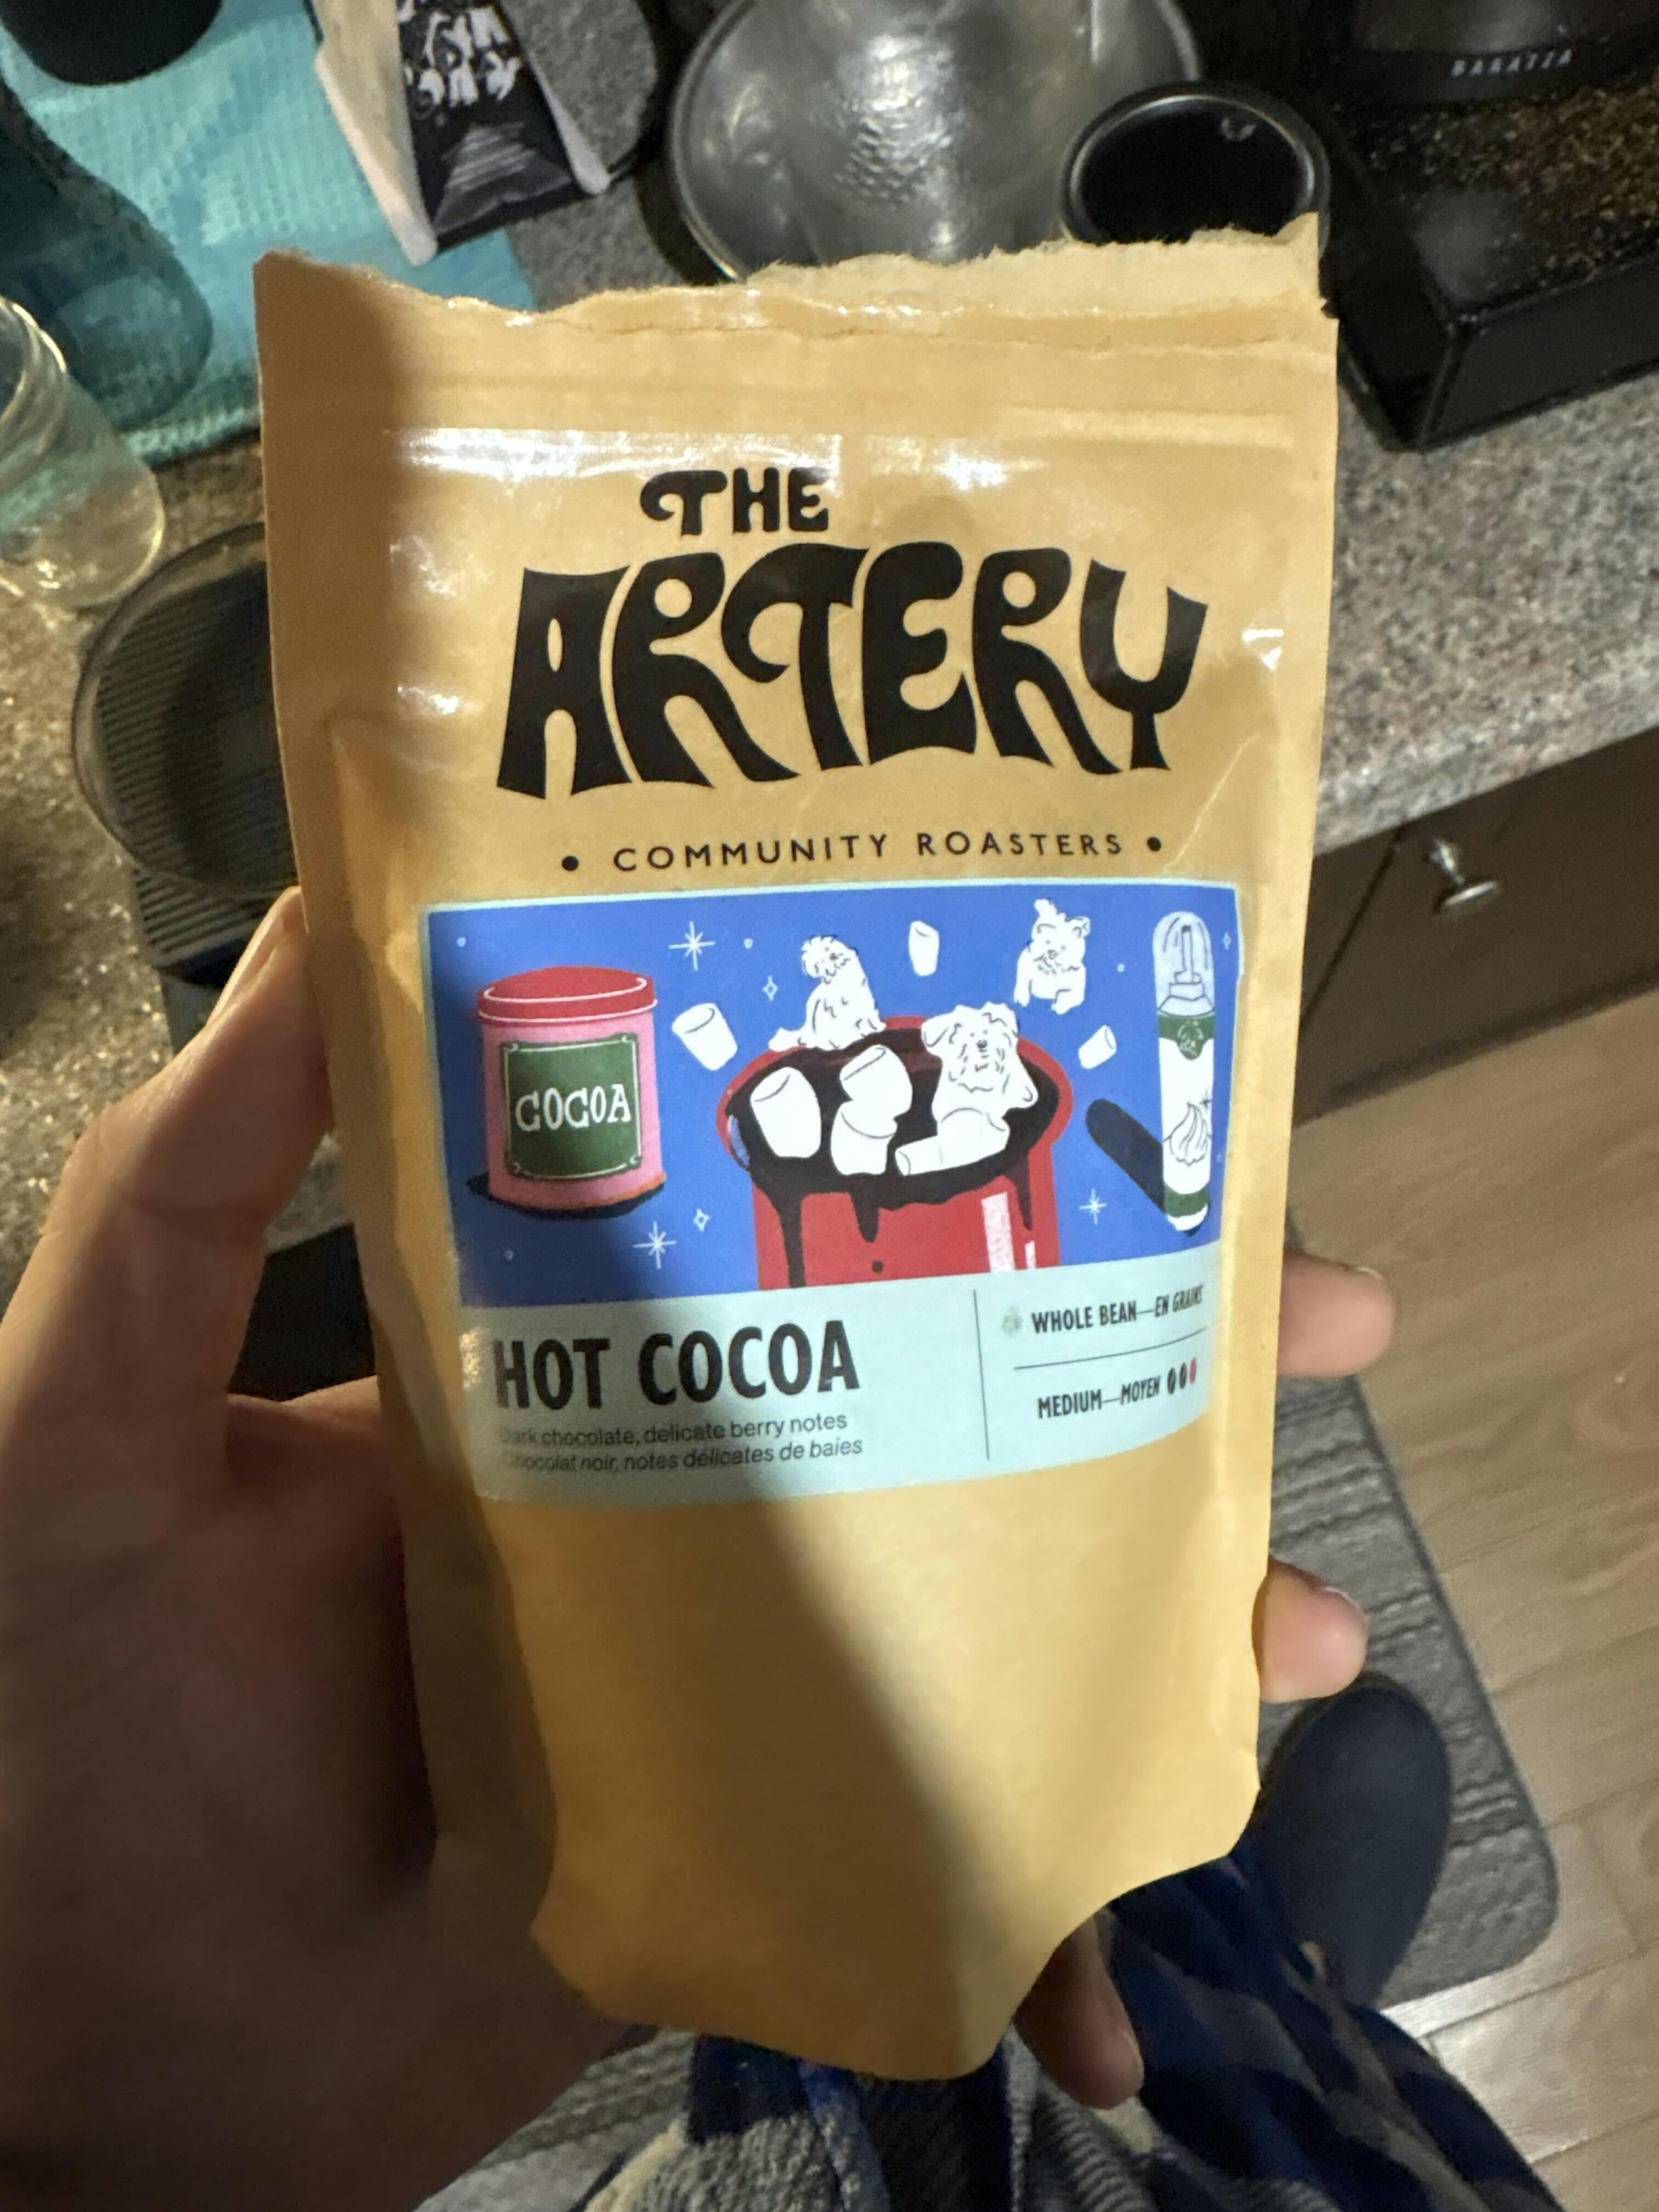 BARATZA
THE
ARTERY
• COMMUNITY ROASTERS •
COCOA
HOT COCOA
Dark chocolate, delicate berry notes
Chocolat noir, notes délicates de baies
WHOLE BEAN—EN GRAINS
MEDIUM—MOYEN